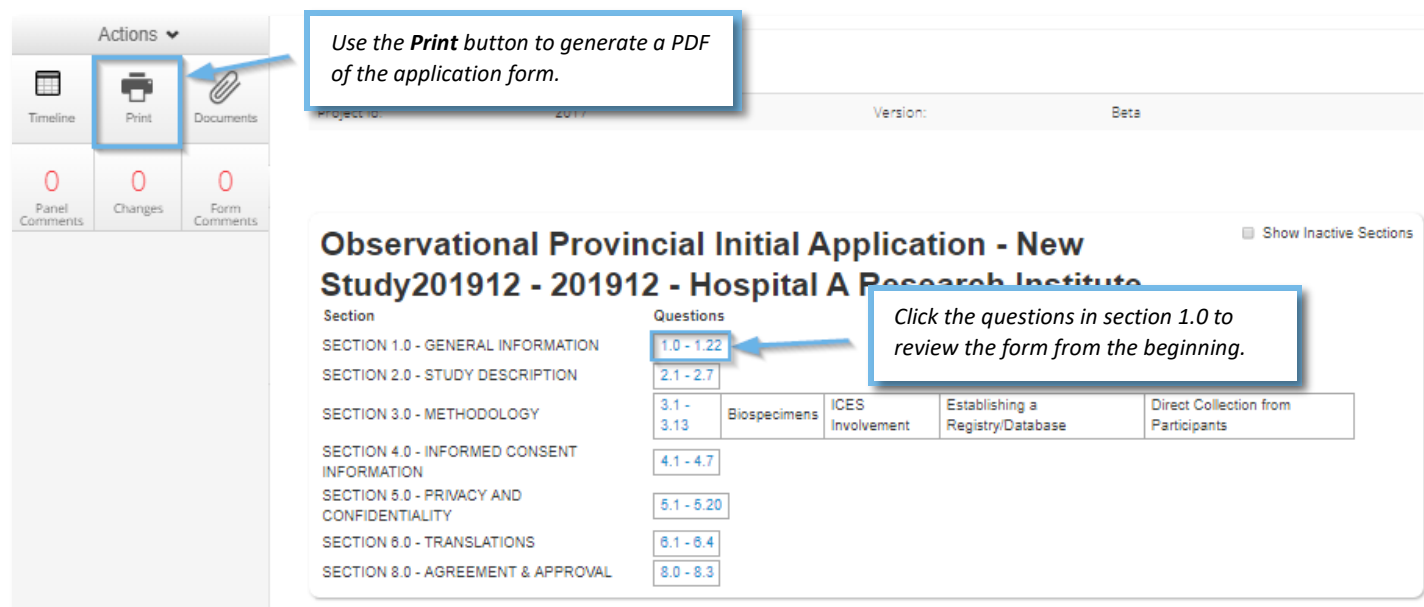 Actions
Timeline
Print
Documents
0
0
0
Panel
Comments
Changes
Form
Comments
Use the Print button to generate a PDF
of the application form.
Project Id: 2017 Version: Beta
Show Inactive Sections
Observational Provincial Initial Application - New
Study201912 - 201912 - Hospital A Research Institute
Click the questions in section 1.0 to
review the form from the beginning.
Section Questions
SECTION 1.0 - GENERAL INFORMATION 1.0 - 1.22
SECTION 2.0 - STUDY DESCRIPTION 2.1 - 2.7
SECTION 3.0 - METHODOLOGY
3.1 -
3.13
Biospecimens
ICES
Involvement
Establishing a
Registry/Database
Direct Collection from
Participants
SECTION 4.0 - INFORMED CONSENT
INFORMATION
4.1 - 4.7
SECTION 5.0 - PRIVACY AND
CONFIDENTIALITY
5.1 - 5.20
SECTION 6.0 - TRANSLATIONS 6.1 - 6.4
SECTION 8.0 - AGREEMENT & APPROVAL 8.0 - 8.3